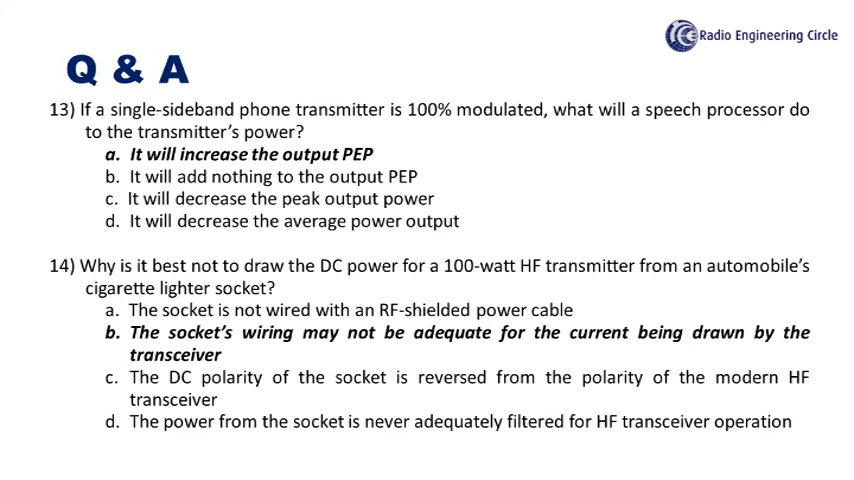 Radio Engineering Circle
Q & A
13) If a single-sideband phone transmitter is 100% modulated, what will a speech processor do
to the transmitter's power?
a. It will increase the output PEP
b. It will add nothing to the output PEP
c. It will decrease the peak output power
d. It will decrease the average power output
14) Why is it best not to draw the DC power for a 100-watt HF transmitter from an automobile's
cigarette lighter socket?
a. The socket is not wired with an RF-shielded power cable
b. The socket's wiring may not be adequate for the current being drawn by the
transceiver
c. The DC polarity of the socket is reversed from the polarity of the modern HF
transceiver
d. The power from the socket is never adequately filtered for HF transceiver operation